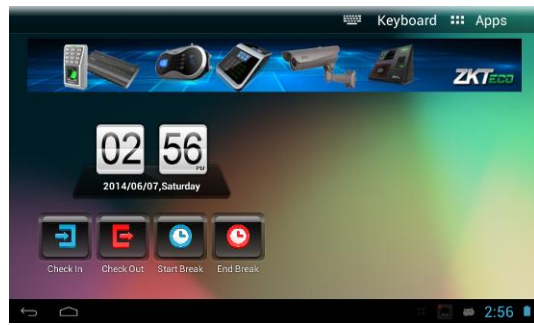 Keyboard Apps
ZKTeco
02 56
PM
2014/06/07,Saturday
Check In Check Out Start Break End Break
2:56